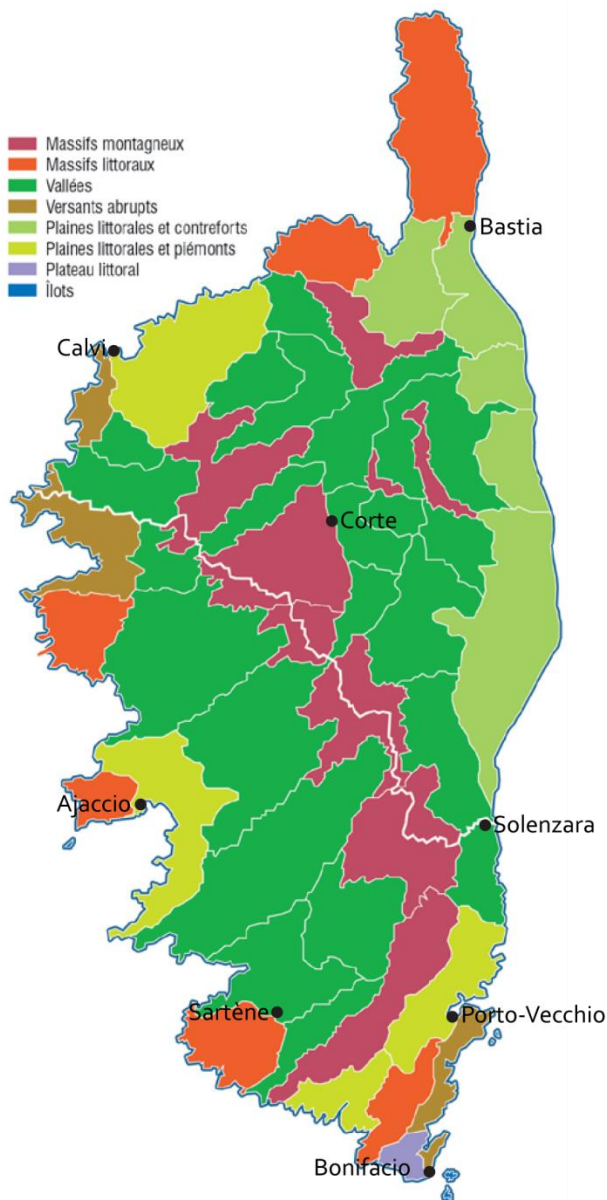 Massifs montagneux
Massifs littoraux
Vallées
Versants abrupts
Plaines littorales et contreforts
Plaines littorales et piémonts
Plateau littoral
Îlots
Bastia
Calvi
Corte
Ajaccio
Solenzara
Sartène
Porto-Vecchio
Bonifacio